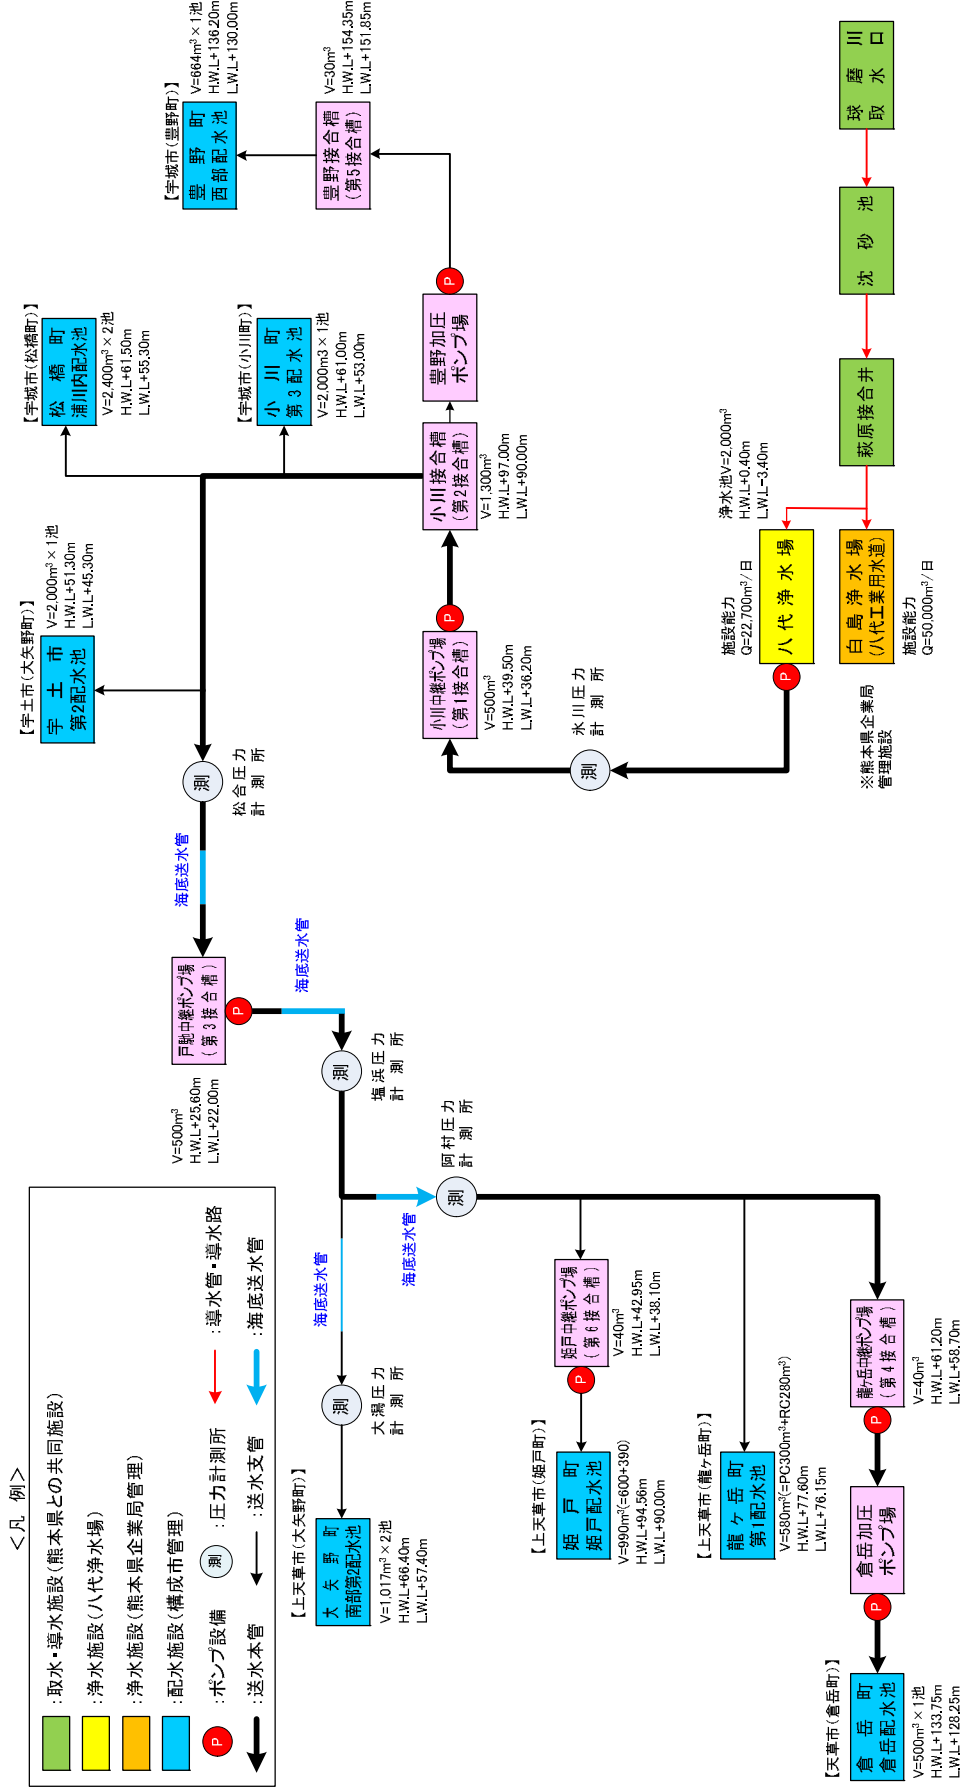 ＜凡　例＞
：取水・導水施設（熊本県との共同施設）
：浄水施設（八代浄水場）
：浄水施設（熊本県企業局管理）
：配水施設（構成市管理）
P
：ポンプ設備
測
：圧力計測所
：導水管・導水路
：送水本管
：送水支管
：海底送水管
【宇土市（大矢野町）】
宇土市
第2配水池
V=2,000m³×1池
H.W.L+51.30m
L.W.L+45.30m
【宇城市（松橋町）】
松橋町
浦川内配水池
V=2,400m³×2池
H.W.L+61.50m
L.W.L+55.30m
【宇城市（豊野町）】
豊野町
西部配水池
V=664m³×1池
H.W.L+136.20m
L.W.L+130.00m
【宇城市（小川町）】
小川町
第3配水池
V=2,000m3×1池
H.W.L+61.00m
L.W.L+53.00m
豊野接合槽
（第5接合槽）
V=30m³
H.W.L+154.35m
L.W.L+151.85m
P
豊野加圧
ポンプ場
小川接合槽
（第2接合槽）
V=1,300m³
H.W.L+97.00m
L.W.L+90.00m
P
小川中継ポンプ場
（第1接合槽）
V=500m³
H.W.L+39.50m
L.W.L+36.20m
測
氷川圧力
計測所
測
松合圧力
計測所
海底送水管
戸馳中継ポンプ場
（第3接合槽）
P
V=500m³
H.W.L+25.60m
L.W.L+22.00m
海底送水管
測
塩浜圧力
計測所
海底送水管
測
阿村圧力
計測所
海底送水管
測
大潟圧力
計測所
【上天草市（大矢野町）】
大矢野町
南部第2配水池
V=1,017m³×2池
H.W.L+66.40m
L.W.L+57.40m
姫戸中継ポンプ場
（第6接合槽）
P
V=40m³
H.W.L+42.95m
L.W.L+38.10m
【上天草市（姫戸町）】
姫戸町
姫戸配水池
V=990m³(=600+390)
H.W.L+94.56m
L.W.L+90.00m
【上天草市（龍ヶ岳町）】
龍ヶ岳町
第1配水池
V=580m³(=PC300m³+RC280m³)
H.W.L+77.60m
L.W.L+76.15m
龍ヶ岳中継ポンプ場
（第4接合槽）
P
V=40m³
H.W.L+61.20m
L.W.L+58.70m
倉岳加圧
ポンプ場
P
【天草市（倉岳町）】
倉岳町
倉岳配水池
V=500m³×1池
H.W.L+133.75m
L.W.L+128.25m
球磨川
取水口
沈砂池
萩原接合井
浄水池V=2,000m³
H.W.L+0.40m
L.W.L-3.40m
八代浄水場
P
施設能力
Q=22,700m³/日
白島浄水場
（八代工業用水道）
施設能力
Q=50,000m³/日
※熊本県企業局
管理施設